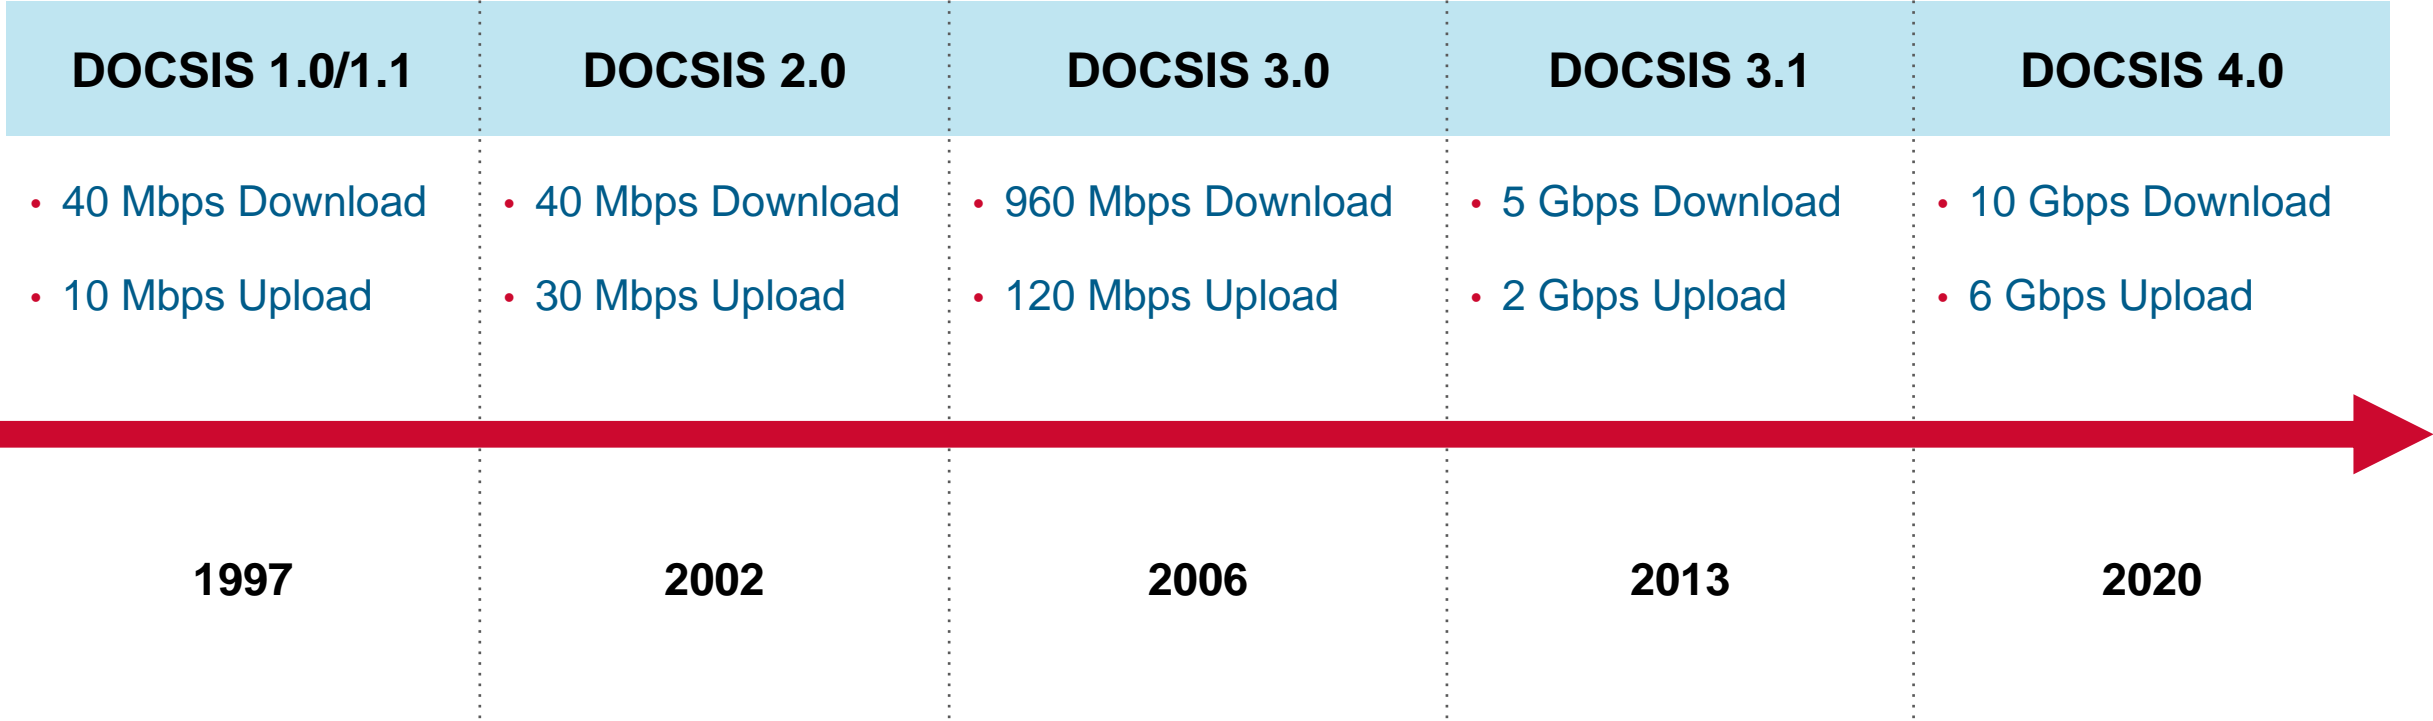 DOCSIS 1.0/1.1
DOCSIS 2.0
DOCSIS 3.0
DOCSIS 3.1
DOCSIS 4.0
• 40 Mbps Download
• 10 Mbps Upload
• 40 Mbps Download
• 30 Mbps Upload
• 960 Mbps Download
• 120 Mbps Upload
• 5 Gbps Download
• 2 Gbps Upload
• 10 Gbps Download
• 6 Gbps Upload
1997
2002
2006
2013
2020